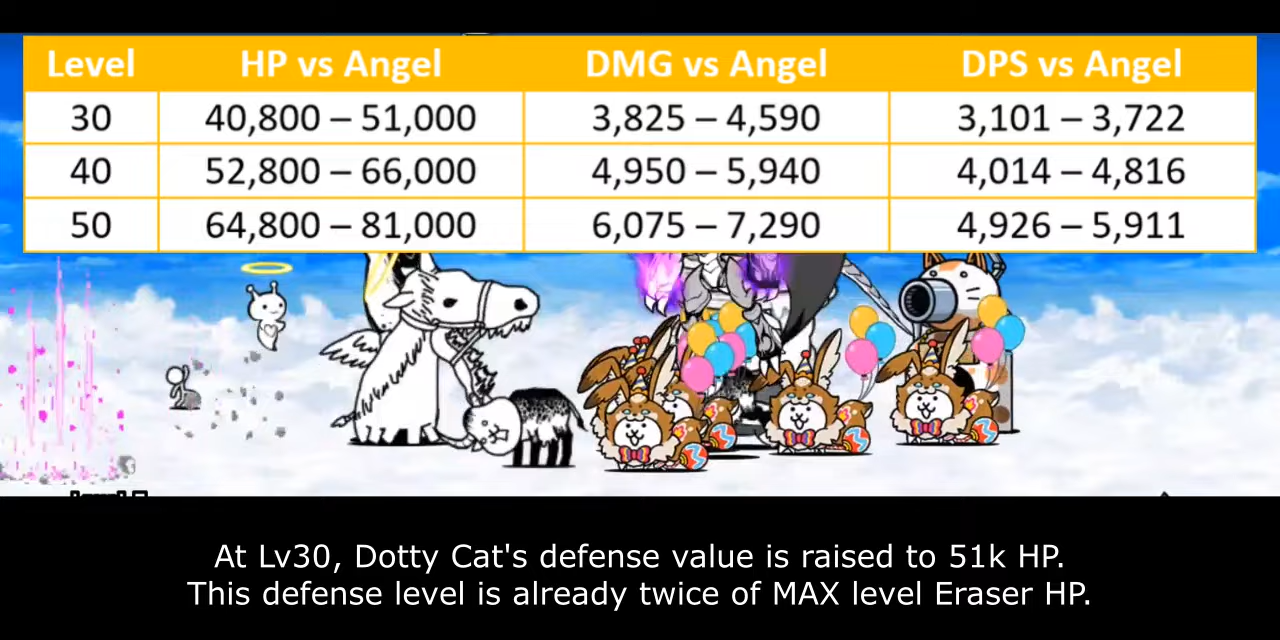 Level HP vs Angel DMG vs Angel DPS vs Angel
30 40,800 – 51,000 3,825 – 4,590 3,101 – 3,722
40 52,800 – 66,000 4,950 – 5,940 4,014 – 4,816
50 64,800 – 81,000 6,075 – 7,290 4,926 – 5,911
At Lv30, Dotty Cat's defense value is raised to 51k HP.
This defense level is already twice of MAX level Eraser HP.